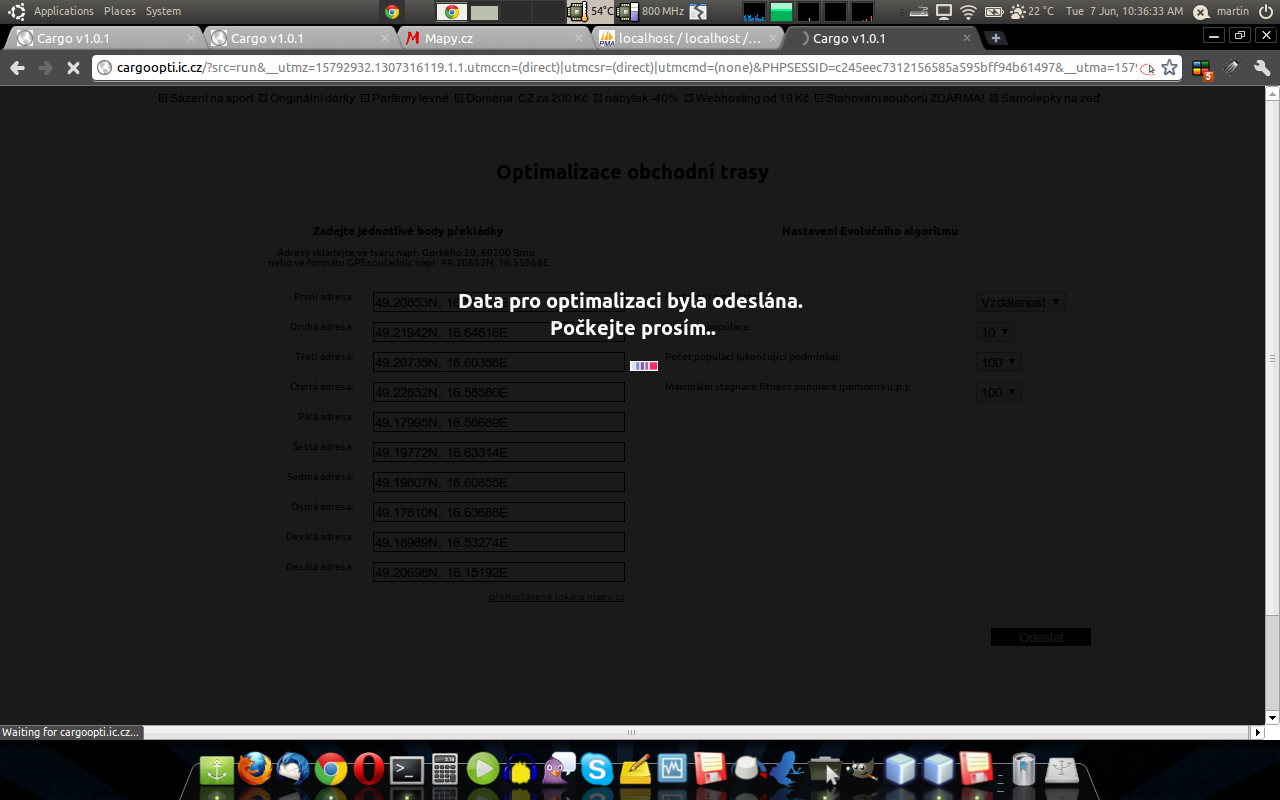 Applications Places System 54°C 800 MHz 22 °C Tue 7 Jun, 10:36:33 AM martin
Cargo v1.0.1 Cargo v1.0.1 Mapy.cz localhost / localhost /... Cargo v1.0.1
cargoopti.ic.cz/?src=run&__utmz=15792932.1307316119.1.1.utmccn=(direct)|utmcsr=(direct)|utmcmd=(none)&PHPSESSID=c245eec7312156585a595bff94b61497&__utma=157
5
Sázení na sport Originální dárky Parfémy levně Doména .CZ za 200 Kč nábytek -40% Webhosting od 19 Kč Stahování souborů ZDARMA! Samolepky na zeď
Optimalizace obchodní trasy
Zadejte jednotlivé body překládky
Adresy vkládejte ve tvaru např: Gorkého 20, 60200 Brno,
nebo ve formátu GPS souřadnic např: 49.20853N, 16.55968E
První adresa: 49.20853N, 16
Druhá adresa: 49.21942N, 16.64616E
Třetí adresa: 49.20735N, 16.60358E
Čtvrtá adresa: 49.22832N, 16.58580E
Pátá adresa: 49.17995N, 16.58689E
Šestá adresa: 49.19772N, 16.63314E
Sedmá adresa: 49.19807N, 16.60855E
Osmá adresa: 49.17810N, 16.63688E
Devátá adresa: 49.18989N, 16.53274E
Desátá adresa: 49.20698N, 16.15192E
přenastavené lokace mapy.cz
Nastavení Evolučního algoritmu
Vzdálenost
populace: 10
Počet populací (ukončující podmínka): 100
Maximální stagnace fitness populace (pomocná u.p.): 100
Odeslat
Data pro optimalizaci byla odeslána.
Počkejte prosím..
Waiting for cargoopti.ic.cz...